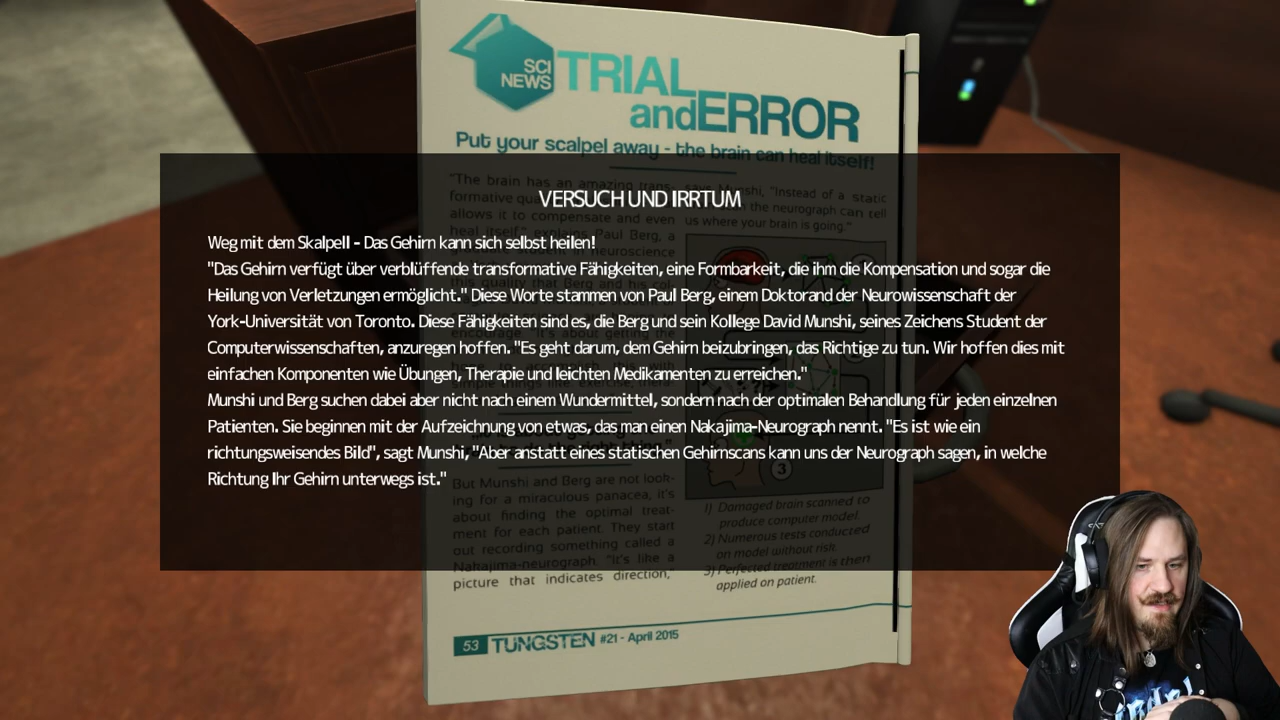 SCI
NEWS
TRIAL
and ERROR
Put your scalpel away - the brain can heal itself!
VERSUCH UND IRRTUM
Weg mit dem Skalpell - Das Gehirn kann sich selbst heilen!
"Das Gehirn verfügt über verblüffende transformative Fähigkeiten, eine Formbarkeit, die ihm die Kompensation und sogar die
Heilung von Verletzungen ermöglicht." Diese Worte stammen von Paul Berg, einem Doktorand der Neurowissenschaft der
York-Universität von Toronto. Diese Fähigkeiten sind es, die Berg und sein Kollege David Munshi, seines Zeichens Student der
Computerwissenschaften, anzuregen hoffen. "Es geht darum, dem Gehirn beizubringen, das Richtige zu tun. Wir hoffen dies mit
einfachen Komponenten wie Übungen, Therapie und leichten Medikamenten zu erreichen."
Munshi und Berg suchen dabei aber nicht nach einem Wundermittel, sondern nach der optimalen Behandlung für jeden einzelnen
Patienten. Sie beginnen mit der Aufzeichnung von etwas, das man einen Nakajima-Neurograph nennt. "Es ist wie ein
richtungsweisendes Bild", sagt Munshi, "Aber anstatt eines statischen Gehirnscans kann uns der Neurograph sagen, in welche
Richtung Ihr Gehirn unterwegs ist."
But Munshi and Berg are not look-
ing for a miraculous panacea, it's
about finding the optimal treat-
ment for each patient. They start
out recording something called a
Nakajima-neurograph. "It's like a
picture that indicates direction,"
3
1) Damaged brain scanned to
produce computer model.
2) Numerous tests conducted
on model without risk.
3) Perfected treatment is then
applied on patient.
53 TUNGSTEN #21 - April 2015